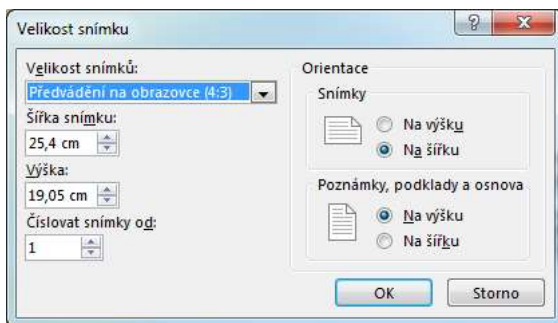 Velikost snímku
Velikost snímků:
Předvádění na obrazovce (4:3)
Šířka snímku:
25,4 cm
Výška:
19,05 cm
Číslovat snímky od:
1
Orientace
Snímky
Na výšku
Na šířku
Poznámky, podklady a osnova
Na výšku
Na šířku
OK
Storno